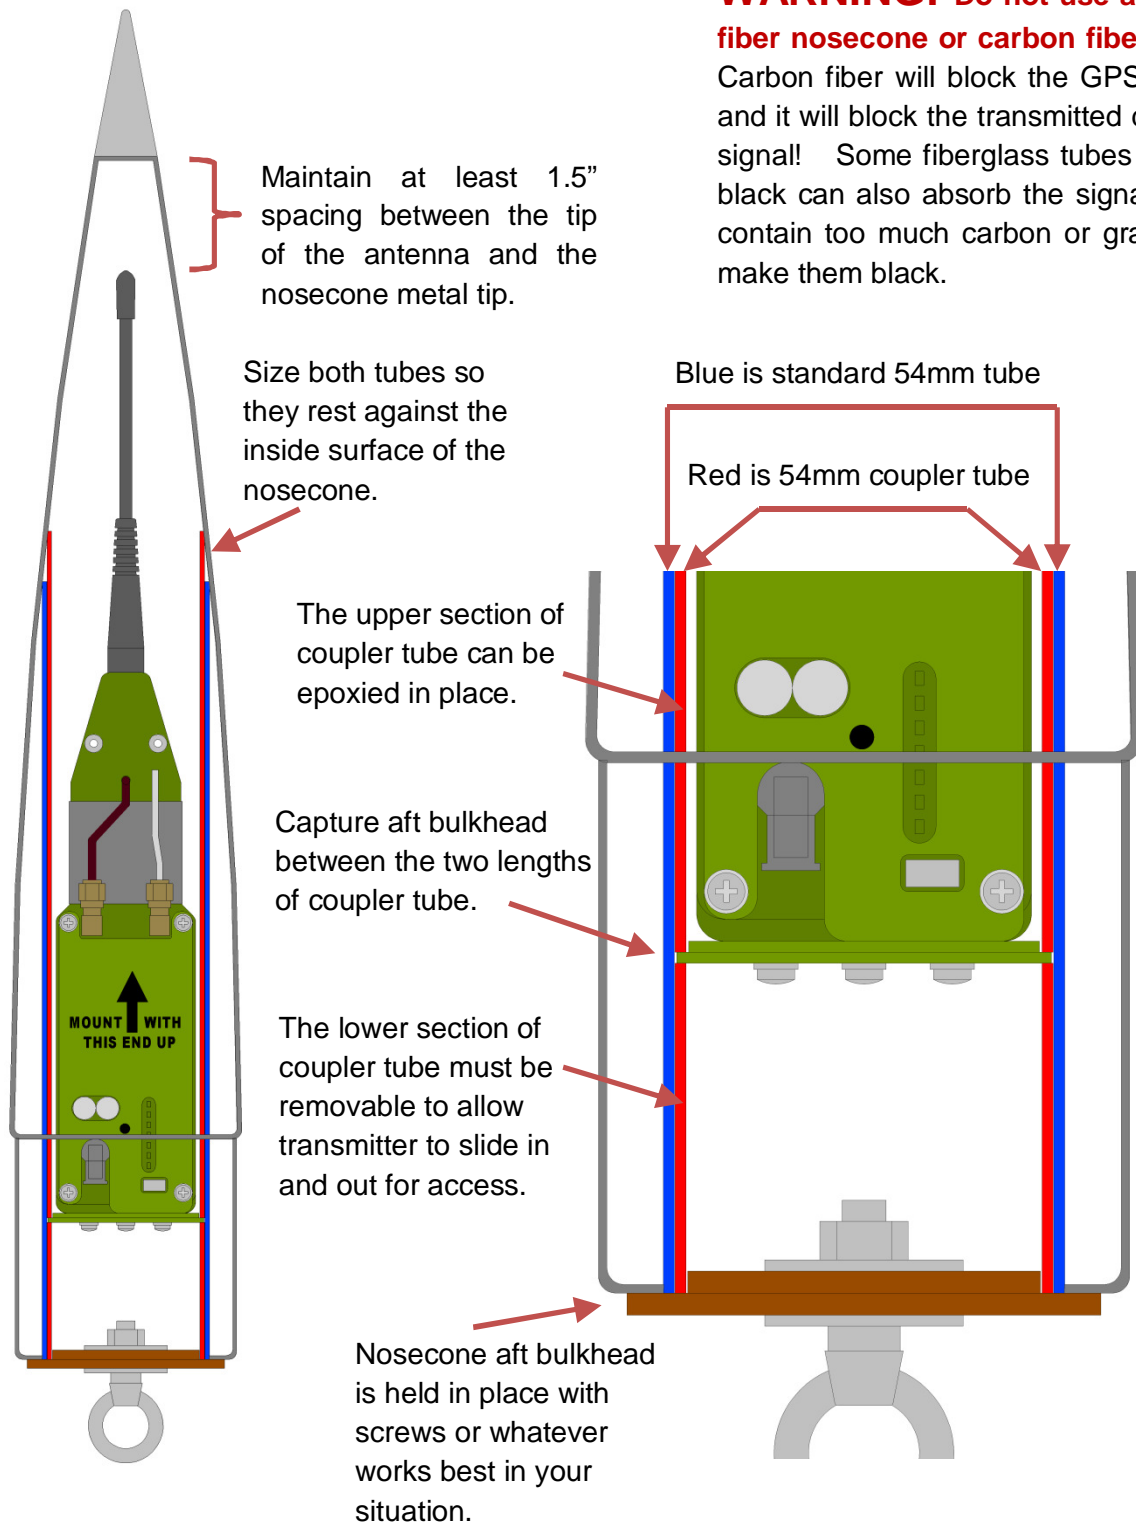 WARNING! Do not use a
fiber nosecone or carbon fibe
Carbon fiber will block the GPS
and it will block the transmitted
signal! Some fiberglass tubes
black can also absorb the signa
contain too much carbon or gra
make them black.
Maintain at least 1.5”
spacing between the tip
of the antenna and the
nosecone metal tip.
Size both tubes so
they rest against the
inside surface of the
nosecone.
Blue is standard 54mm tube
Red is 54mm coupler tube
The upper section of
coupler tube can be
epoxied in place.
Capture aft bulkhead
between the two lengths
of coupler tube.
The lower section of
coupler tube must be
removable to allow
transmitter to slide in
and out for access.
MOUNT WITH
THIS END UP
Nosecone aft bulkhead
is held in place with
screws or whatever
works best in your
situation.